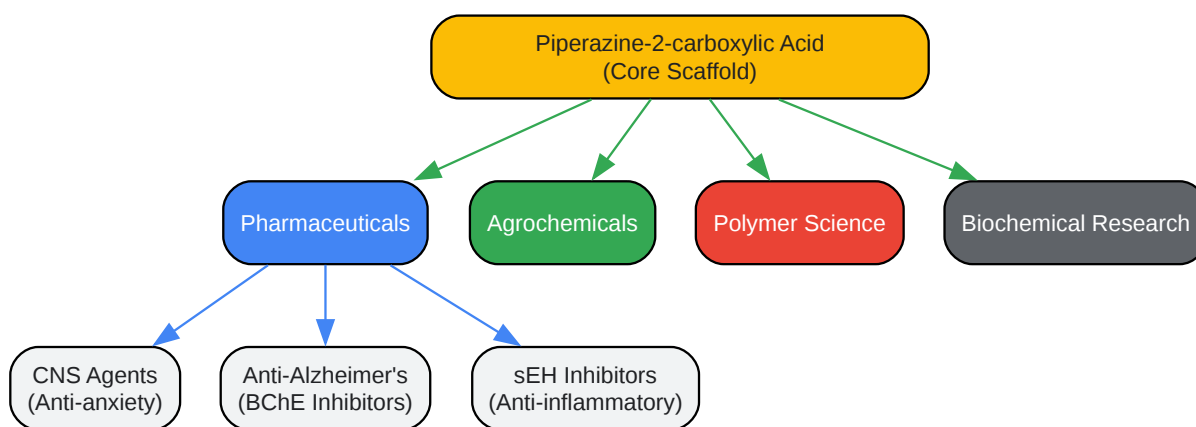 Piperazine-2-carboxylic Acid
(Core Scaffold)
Pharmaceuticals
Agrochemicals
Polymer Science
Biochemical Research
CNS Agents
(Anti-anxiety)
Anti-Alzheimer's
(BChE Inhibitors)
sEH Inhibitors
(Anti-inflammatory)